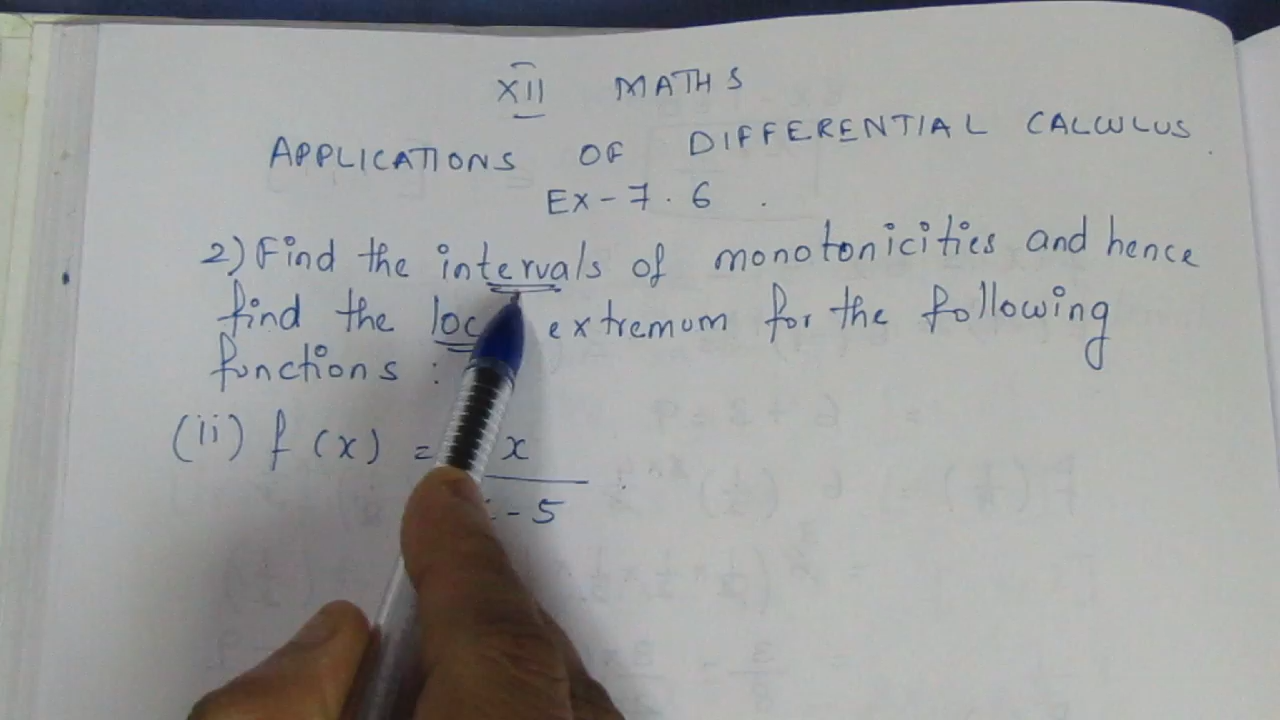 XII MATHS
APPLICATIONS OF DIFFERENTIAL CALCULUS
Ex-7.6.
2) Find the intervals of monotonicities and hence
find the extremum for the following
functions:
(ii) f(x) = x
- 5